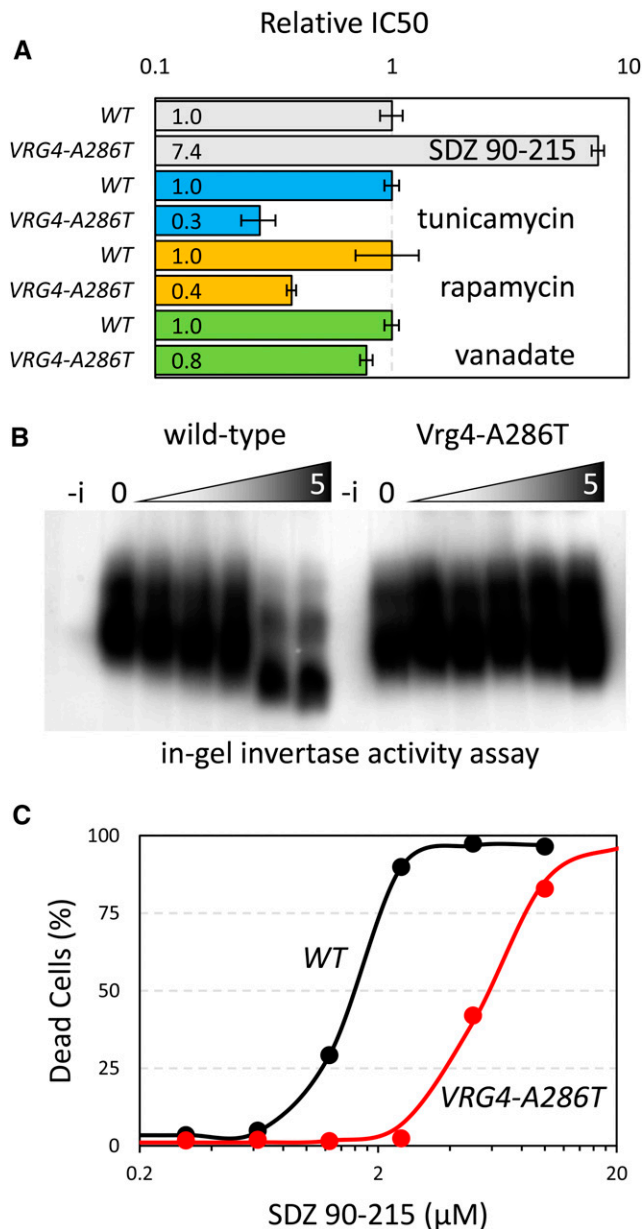 Relative IC50
A
0.1 1 10
WT 1.0
VRG4-A286T 7.4 SDZ 90-215
WT 1.0
VRG4-A286T 0.3 tunicamycin
WT 1.0
VRG4-A286T 0.4 rapamycin
WT 1.0
VRG4-A286T 0.8 vanadate
B
wild-type Vrg4-A286T
-i 0 5 -i 0 5
in-gel invertase activity assay
C
100
75
50
25
0
Dead Cells (%)
WT
VRG4-A286T
0.2 2 20
SDZ 90-215 (μM)